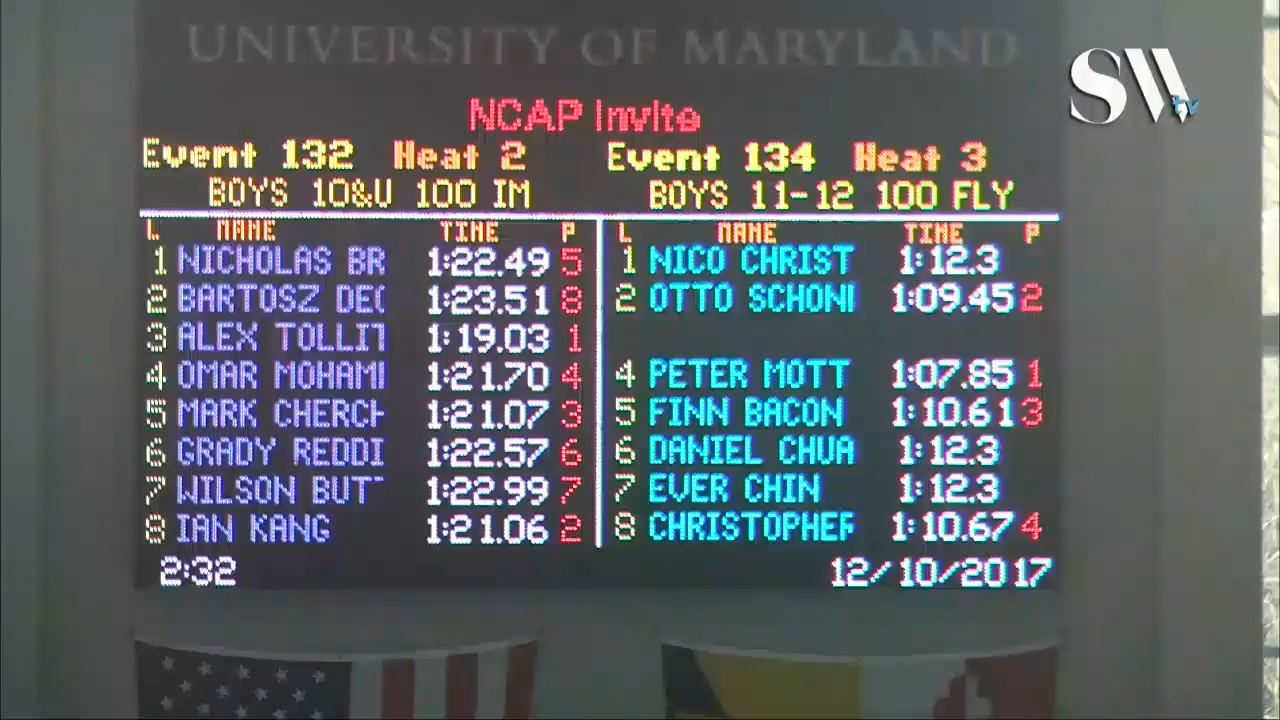 UNIVERSITY OF MARYLAND
SW TV
NCAP Invite
Event 132 Heat 2
BOYS 10&U 100 IM
L NAME TIME P
1 NICHOLAS BR 1:22.49 5
2 BARTOSZ DEC 1:23.51 8
3 ALEX TOLLIT 1:19.03 1
4 OMAR MOHAM 1:21.70 4
5 MARK CHERCH 1:21.07 3
6 GRADY REDDI 1:22.57 6
7 WILSON BUT 1:22.99 7
8 IAN KANG 1:21.06 2
Event 134 Heat 3
BOYS 11-12 100 FLY
L NAME TIME P
1 NICO CHRIST 1:12.3
2 OTTO SCHON 1:09.45 2
4 PETER MOTT 1:07.85 1
5 FINN BACON 1:10.61 3
6 DANIEL CHUA 1:12.3
7 EVER CHIN 1:12.3
8 CHRISTOPHER 1:10.67 4
2:32
12/10/2017